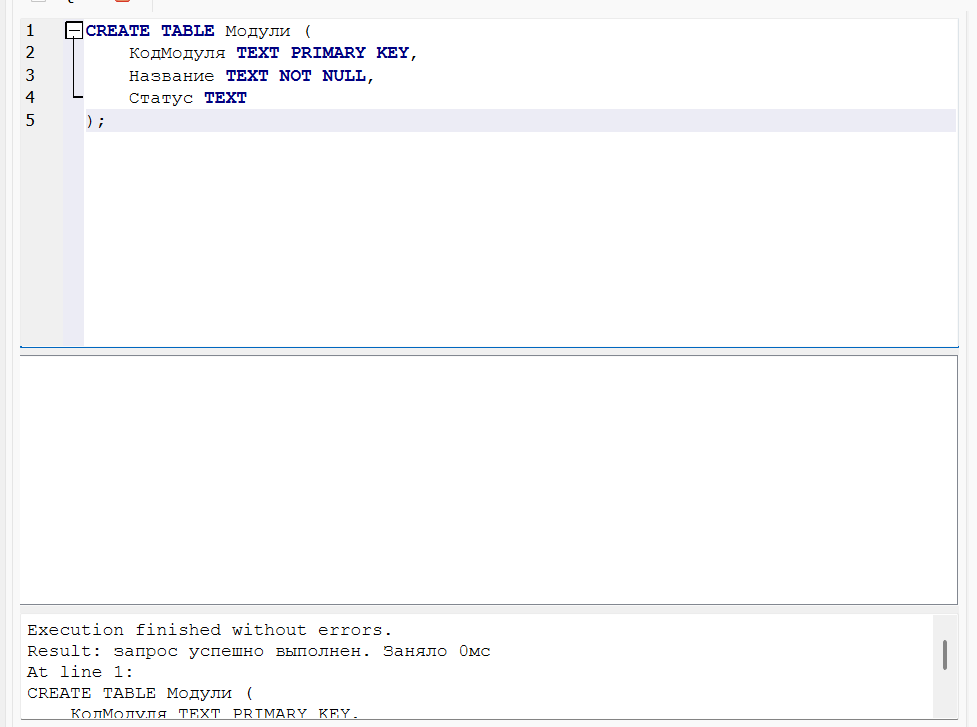 1 CREATE TABLE Модули (
2 КодМодуля TEXT PRIMARY KEY,
3 Название TEXT NOT NULL,
4 Статус TEXT
5 );
Execution finished without errors.
Result: запрос успешно выполнен. Заняло 0мс
At line 1:
CREATE TABLE Модули (
КодМодуля TEXT PRIMARY KEY,